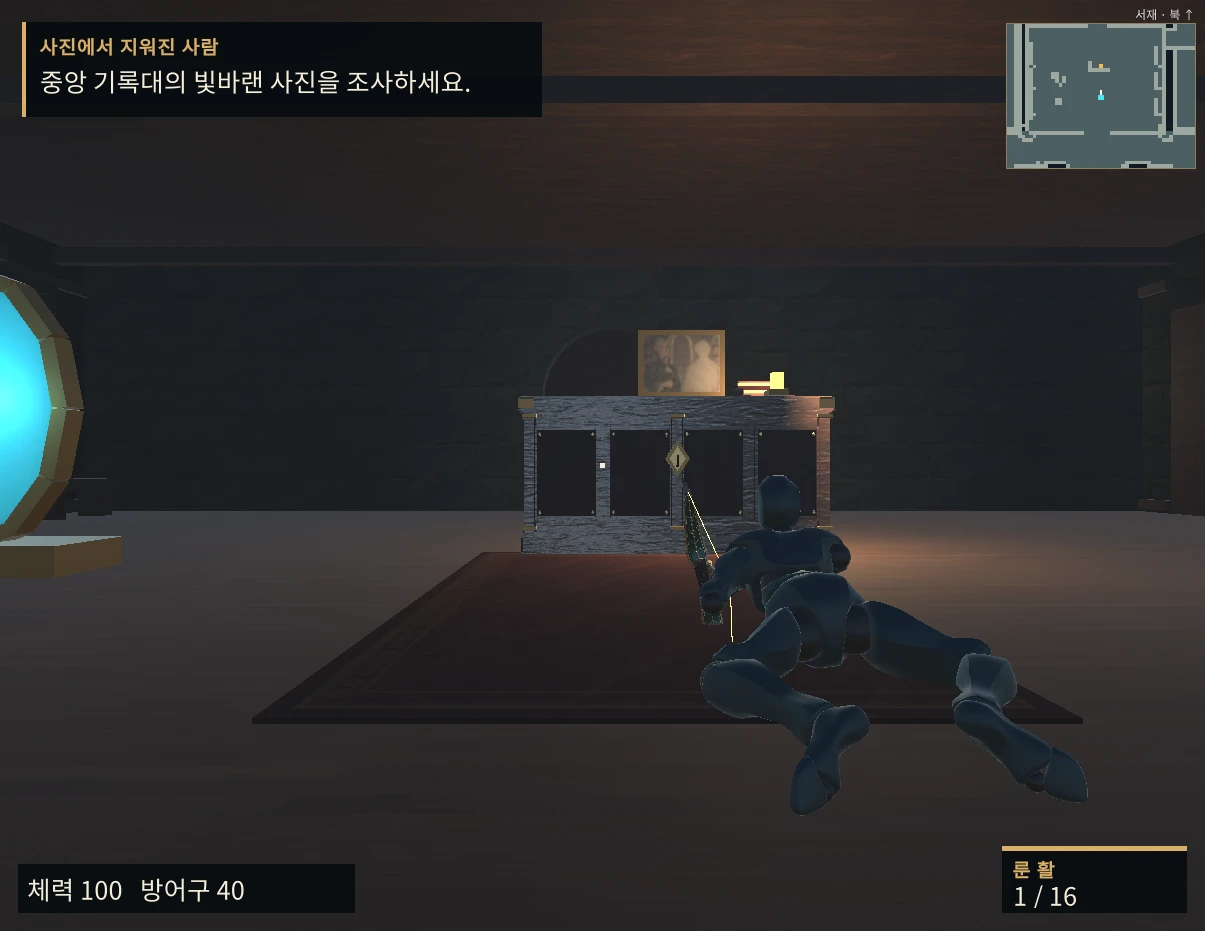 서재 · 북 ↑
사진에서 지워진 사람
중앙 기록대의 빛바랜 사진을 조사하세요.
체력 100 방어구 40
룬 활
1 / 16